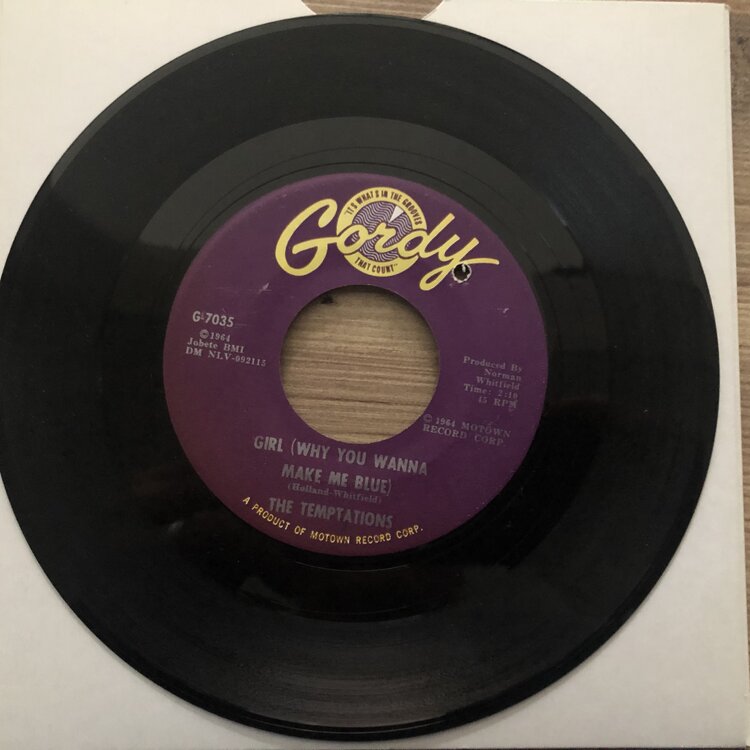 "IT'S WHAT'S IN THE GROOVES
Gordy
THAT COUNT"™
G-7035
© 1964
Jobete BMI
DM NLV-092115
Produced By
Norman
Whitfield
Time: 2:10
45 RPM
© 1964 MOTOWN
RECORD CORP.
GIRL (WHY YOU WANNA
MAKE ME BLUE)
(Holland-Whitfield)
THE TEMPTATIONS
A PRODUCT OF MOTOWN RECORD CORP.